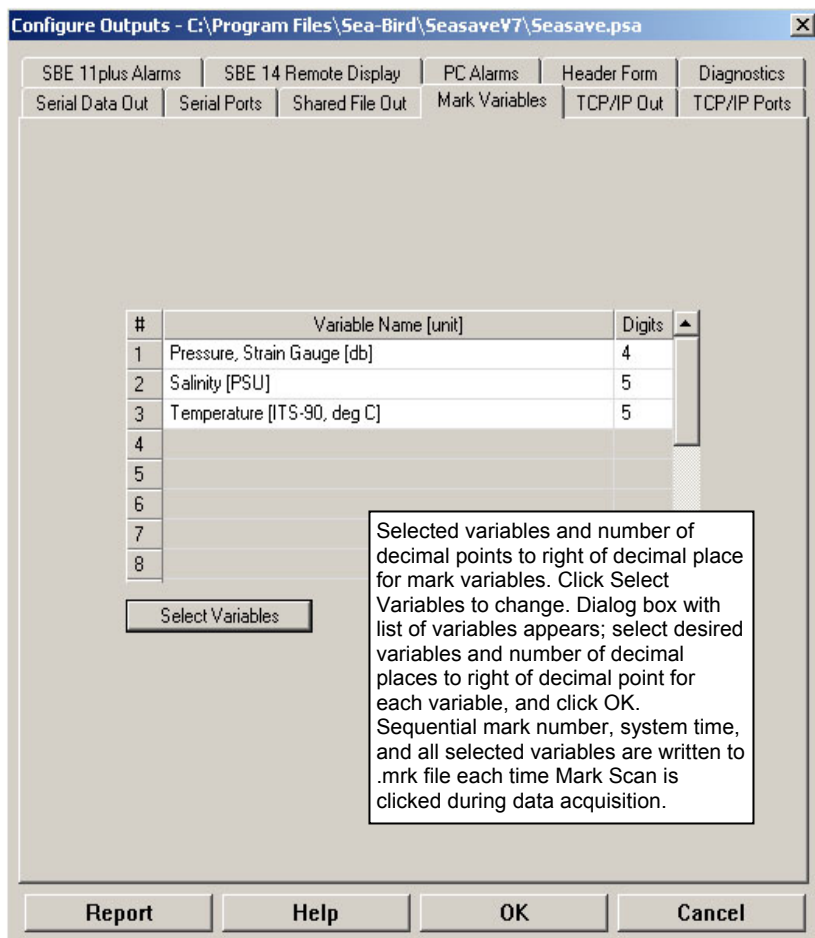 Configure Outputs - C:\Program Files\Sea-Bird\SeasaveV7\Seasave.psa
SBE 11plus Alarms SBE 14 Remote Display PC Alarms Header Form Diagnostics
Serial Data Out Serial Ports Shared File Out Mark Variables TCP/IP Out TCP/IP Ports
# Variable Name [unit] Digits
1 Pressure, Strain Gauge [db] 4
2 Salinity [PSU] 5
3 Temperature [ITS-90, deg C] 5
4
5
6
7
8
Select Variables
Selected variables and number of
decimal points to right of decimal place
for mark variables. Click Select
Variables to change. Dialog box with
list of variables appears; select desired
variables and number of decimal
places to right of decimal point for
each variable, and click OK.
Sequential mark number, system time,
and all selected variables are written to
.mrk file each time Mark Scan is
clicked during data acquisition.
Report Help OK Cancel